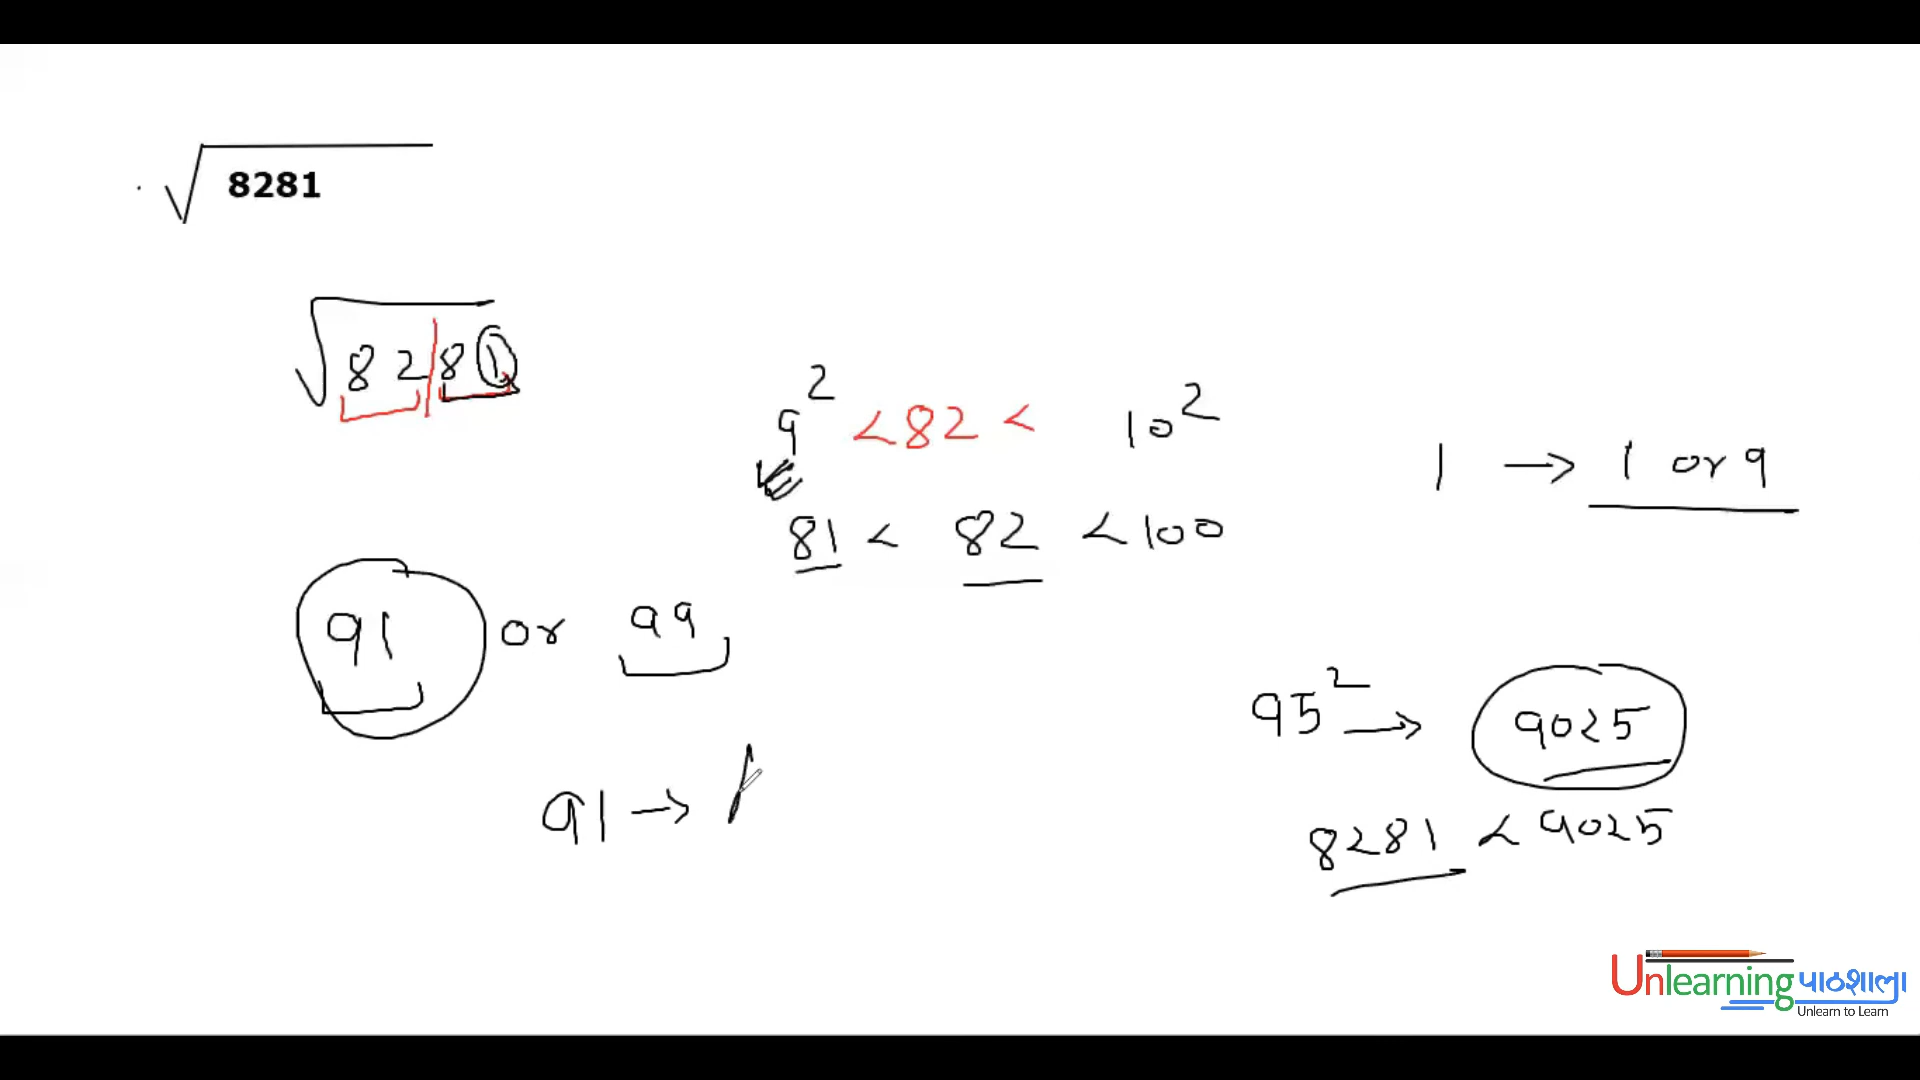 √8281
√82|81
9² < 82 < 10²
1 → 1 or 9
81 < 82 < 100
91 or 99
95² → 9025
91 →
8281 < 9025
Unlearning પાઠશાલા
Unlearn to Learn